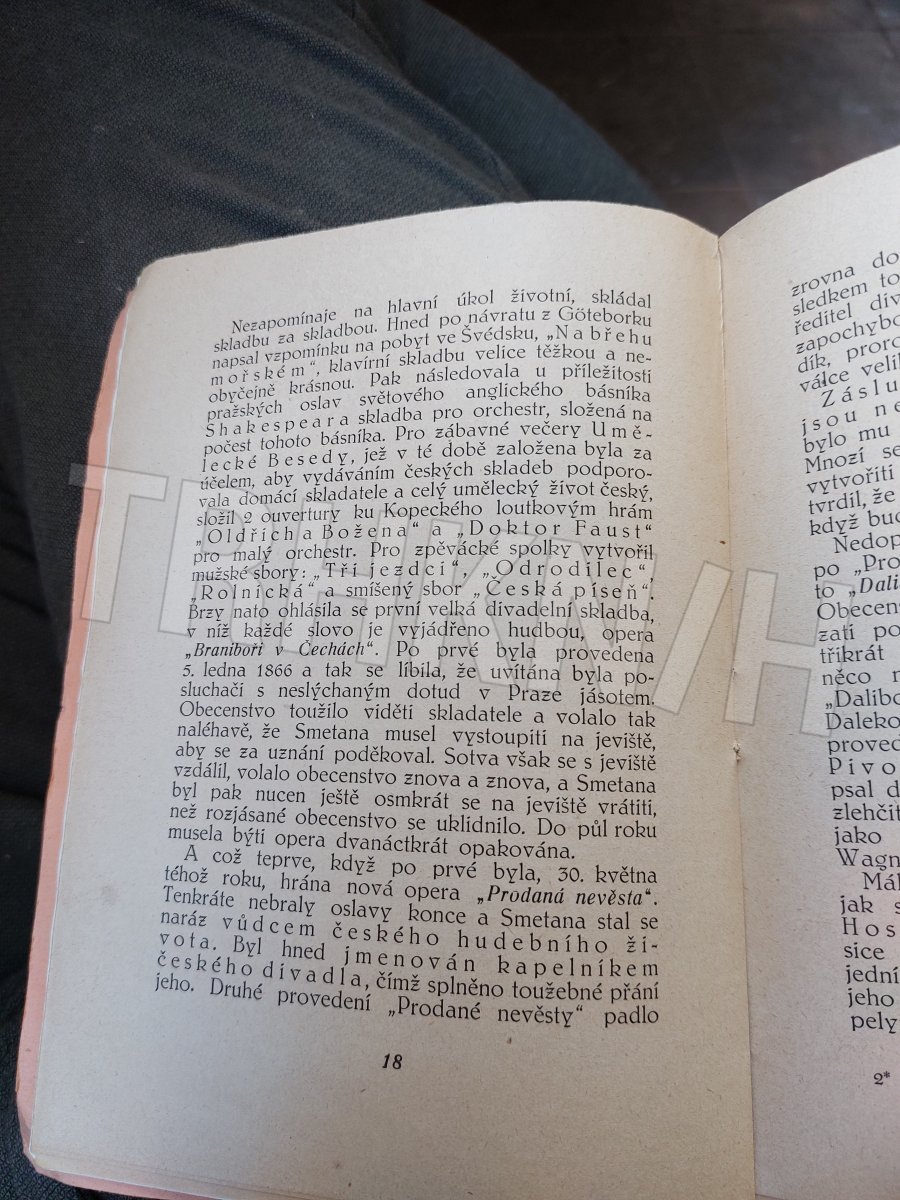 Nezapomínaje na hlavní úkol životní, skládal
skladbu za skladbou. Hned po návratu z Göteborku
napsal vzpomínku na pobyt ve Švédsku, „Na břehu
mořském“, klavírní skladbu velice těžkou a ne-
obyčejně krásnou. Pak následovala u příležitosti
pražských oslav světového anglického básníka
Shakespeara skladba pro orchestr, složená na
počest tohoto básníka. Pro zábavné večery Umě-
lecké Besedy, jež v té době založena byla za
účelem, aby vydáváním českých skladeb podporo-
vala domácí skladatele a celý umělecký život český,
složil 2 ouvertury ku Kopeckého loutkovým hrám
„Oldřich a Božena“ a „Doktor Faust“
pro malý orchestr. Pro zpěvácké spolky vytvořil
mužské sbory: „Tři jezdci“, „Odrodilec“,
„Rolnická“ a smíšený sbor „Česká píseň“.
Brzy nato ohlásila se první velká divadelní skladba,
v níž každé slovo je vyjádřeno hudbou, opera
„Braniboři v Čechách“. Po prvé byla provedena
5. ledna 1866 a tak se líbila, že uvítána byla po-
sluchači s neslýchaným dotud v Praze jásotem.
Obecenstvo toužilo viděti skladatele a volalo tak
naléhavě, že Smetana musel vystoupiti na jeviště,
aby se za uznání poděkoval. Sotva však se s jeviště
vzdálil, volalo obecenstvo znova a znova, a Smetana
byl pak nucen ještě osmkrát se na jeviště vrátiti,
než rozjásané obecenstvo se uklidnilo. Do půl roku
musela býti opera dvanáctkrát opakována.
A což teprve, když po prvé byla, 30. května
téhož roku, hrána nová opera „Prodaná nevěsta“.
Tenkráte nebraly oslavy konce a Smetana stal se
naráz vůdcem českého hudebního ži-
vota. Byl hned jmenován kapelníkem
českého divadla, čímž splněno toužebné přání
jeho. Druhé provedení „Prodané nevěsty“ padlo
18
zrovna do
sledkem to
ředitel div
zapochybo
dík, proro
válce veli
Záslu
jsou ne
bylo mu
Mnozí se
vytvořiti
tvrdil, že
když bud
Nedop
po „Pro
to „Dali
Obecens
zatí po
třikrát
něco n
„Dalibo
Daleko
provede
Pivo
psal d
zlehčit
jako
Wagn
Mál
jak s
Hos
sice
jední
jeho
pely
2*
TRHKNIH